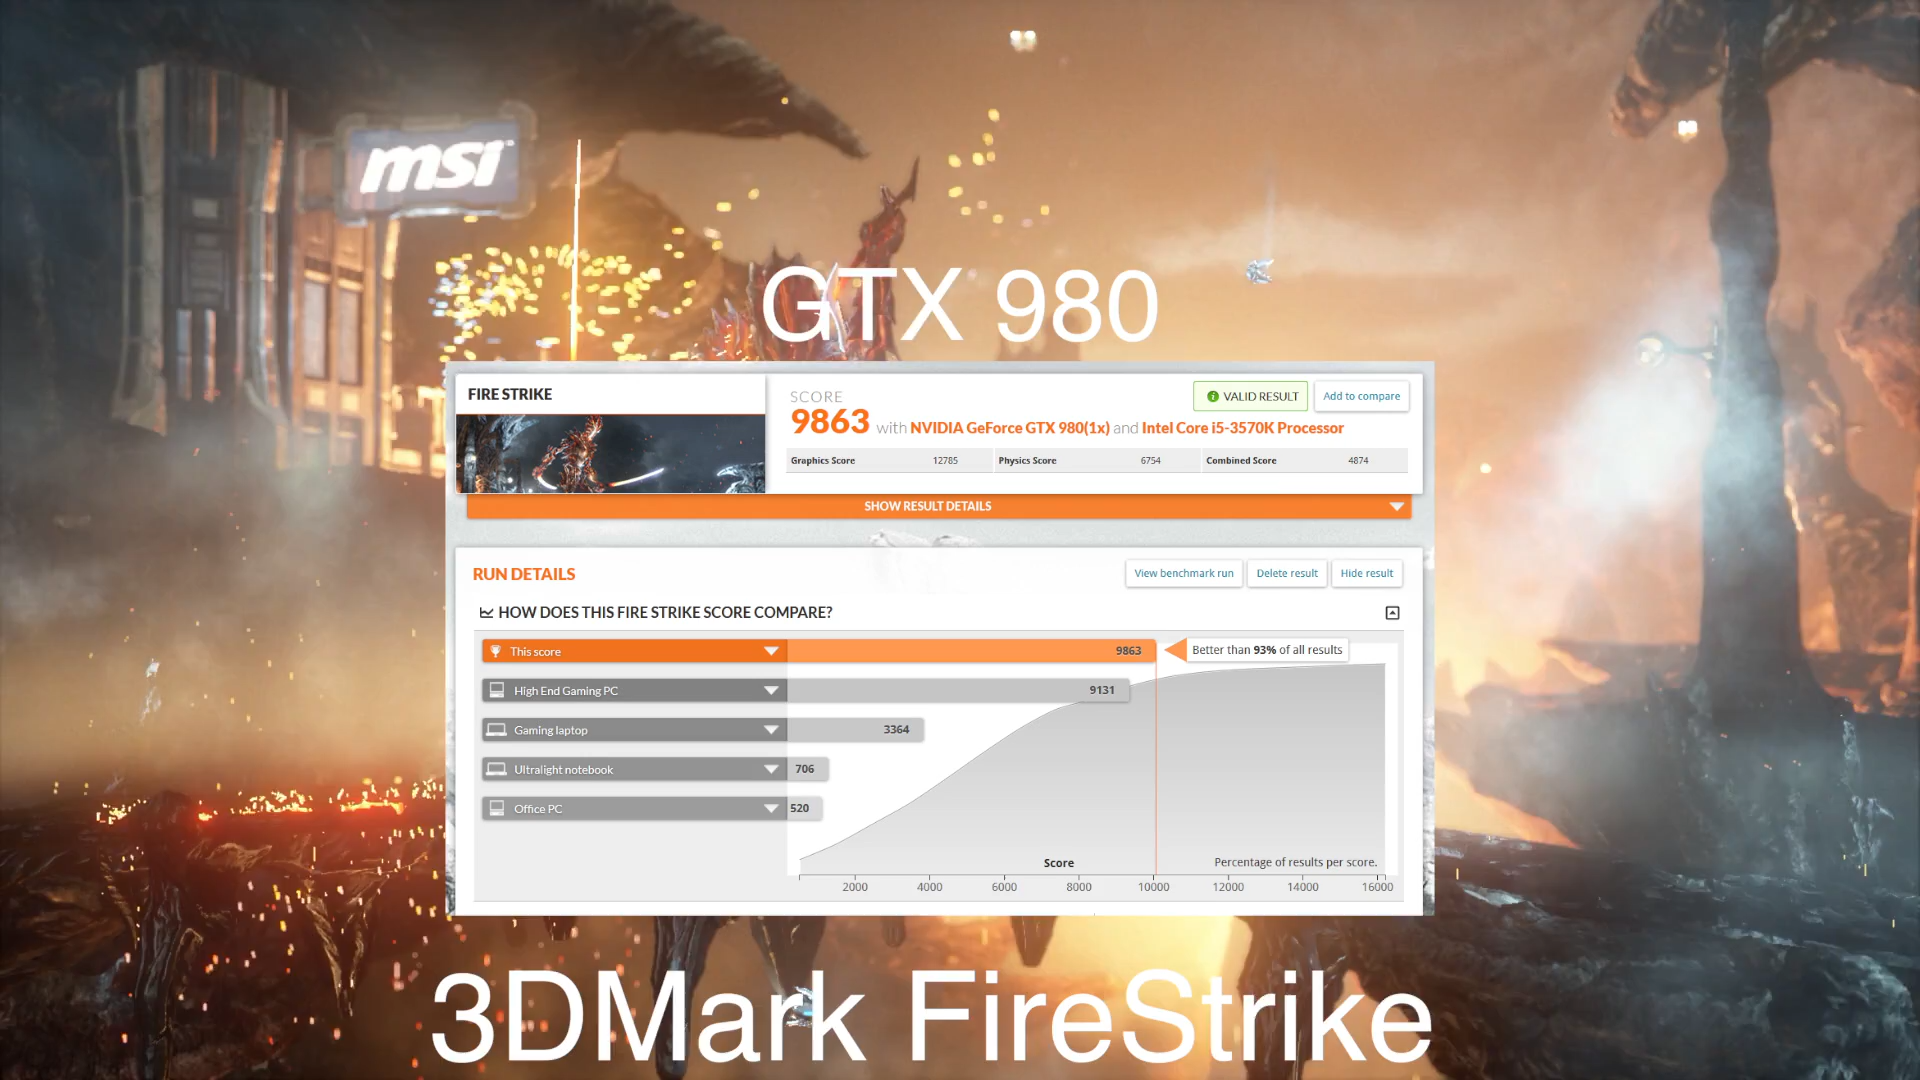 msi
GTX 980
FIRE STRIKE
SCORE
VALID RESULT
Add to compare
9863 with NVIDIA GeForce GTX 980(1x) and Intel Core i5-3570K Processor
Graphics Score 12785 Physics Score 6754 Combined Score 4874
SHOW RESULT DETAILS
RUN DETAILS
View benchmark run
Delete result
Hide result
HOW DOES THIS FIRE STRIKE SCORE COMPARE?
This score 9863
Better than 93% of all results
High End Gaming PC 9131
Gaming laptop 3364
Ultralight notebook 706
Office PC 520
Score
Percentage of results per score.
2000 4000 6000 8000 10000 12000 14000 16000
3DMark FireStrike